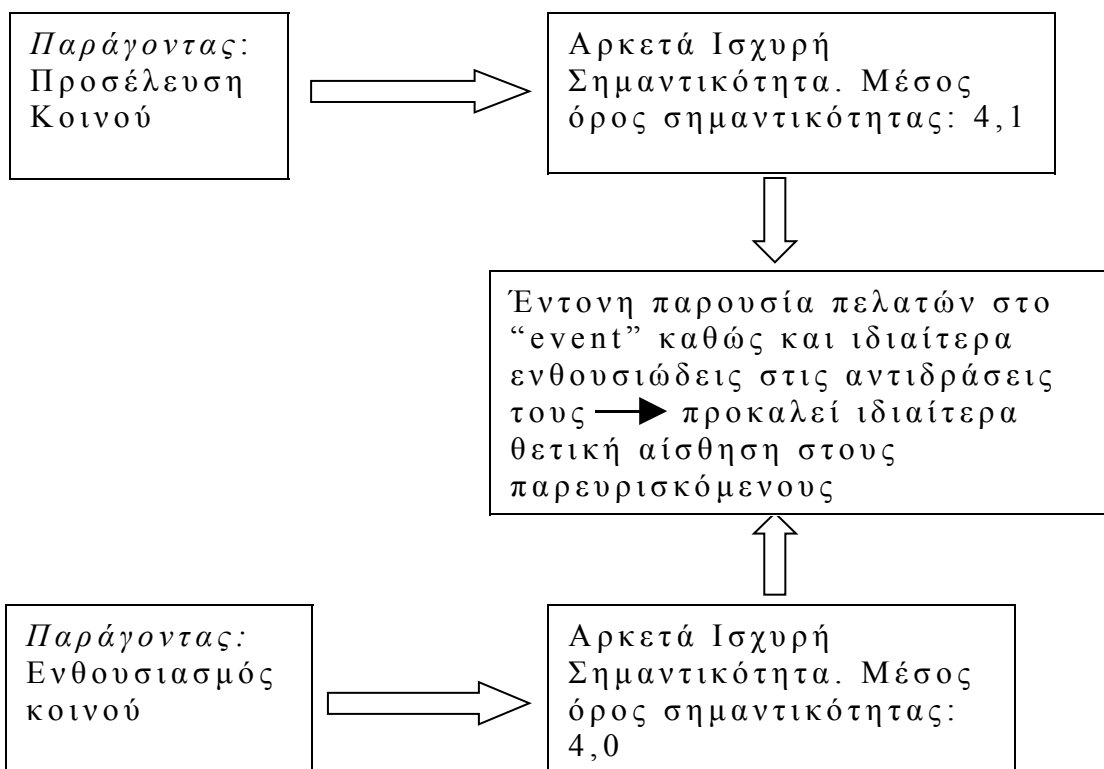 Παράγοντας:
Προσέλευση
Κοινού
Αρκετά Ισχυρή
Σημαντικότητα. Μέσος
όρος σημαντικότητας: 4,1
Έντονη παρουσία πελατών στο
“event” καθώς και ιδιαίτερα
ενθουσιώδεις στις αντιδράσεις
τους προκαλεί ιδιαίτερα
θετική αίσθηση στους
παρευρισκόμενους
Παράγοντας:
Ενθουσιασμός
κοινού
Αρκετά Ισχυρή
Σημαντικότητα. Μέσος
όρος σημαντικότητας:
4,0